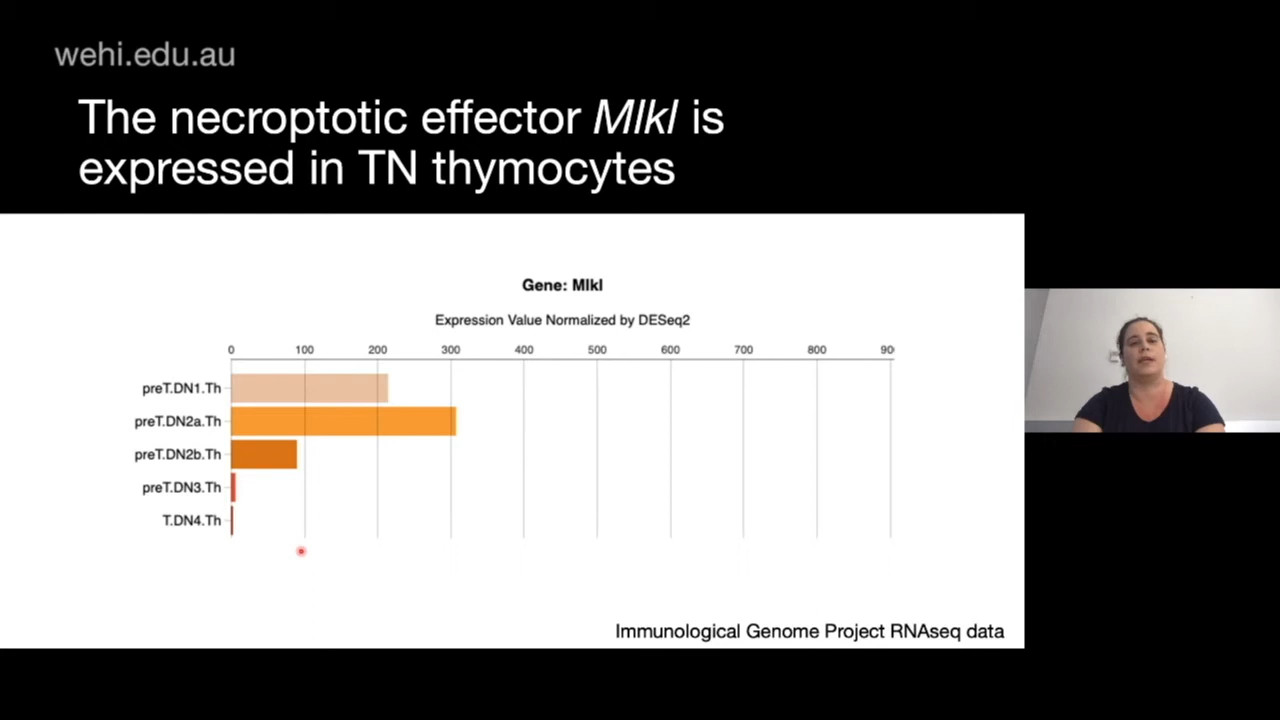 wehi.edu.au
The necroptotic effector Mlkl is
expressed in TN thymocytes
Gene: Mlkl
Expression Value Normalized by DESeq2
0 100 200 300 400 500 600 700 800 90
preT.DN1.Th
preT.DN2a.Th
preT.DN2b.Th
preT.DN3.Th
T.DN4.Th
Immunological Genome Project RNAseq data